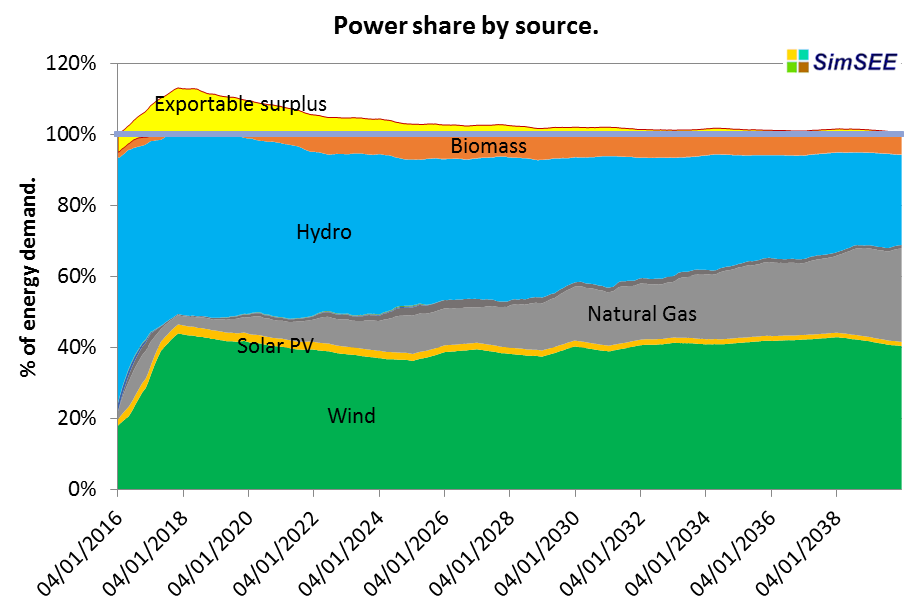 Power share by source.
SimSEE
% of energy demand.
120%
100%
80%
60%
40%
20%
0%
Exportable surplus
Biomass
Hydro
Natural Gas
Solar PV
Wind
04/01/2016
04/01/2018
04/01/2020
04/01/2022
04/01/2024
04/01/2026
04/01/2028
04/01/2030
04/01/2032
04/01/2034
04/01/2036
04/01/2038